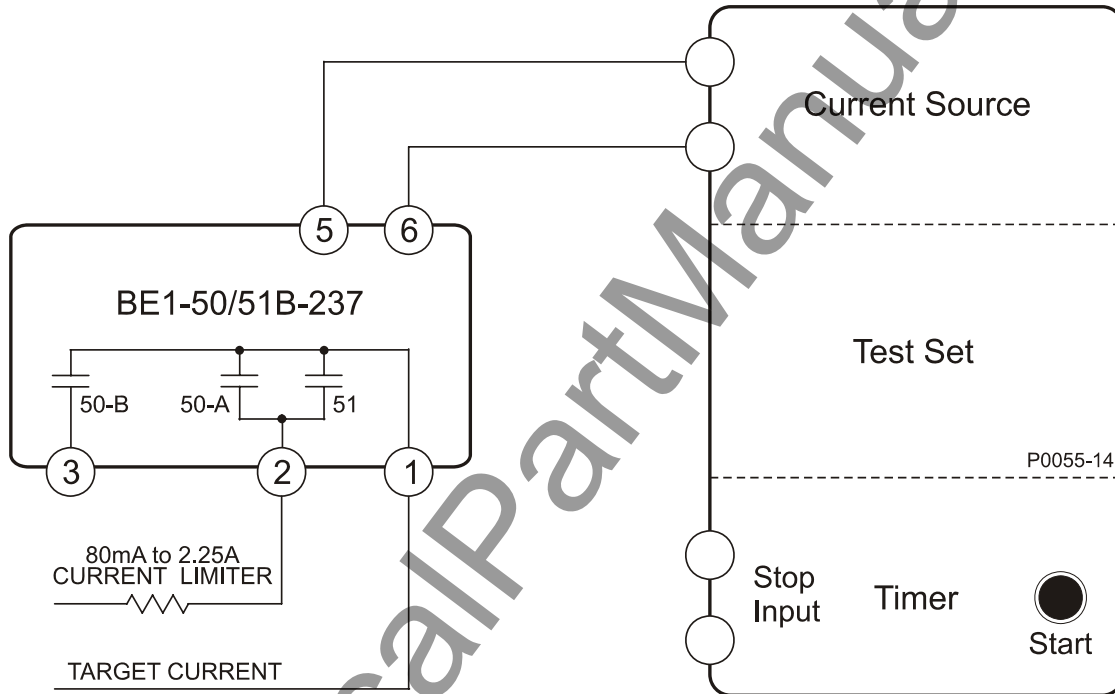 Current Source
5
6
BE1-50/51B-237
Test Set
50-B
50-A
51
3
2
1
P0055-14
80mA to 2.25A
CURRENT LIMITER
Stop
Input
Timer
Start
TARGET CURRENT